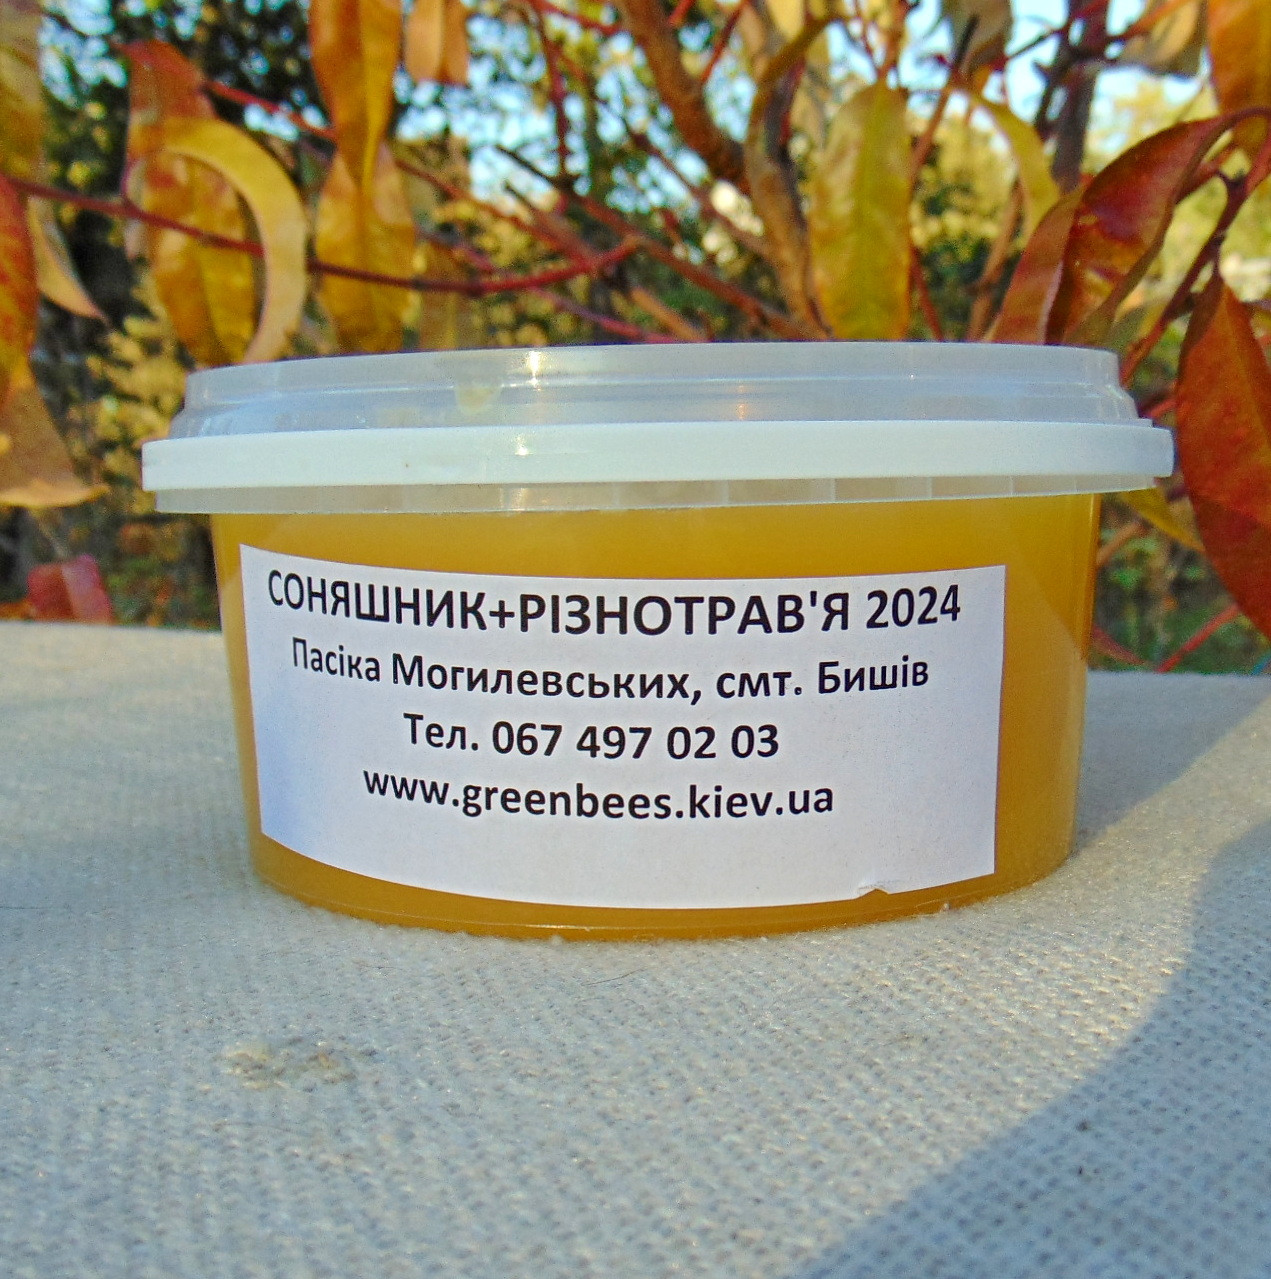 СОНЯШНИК+РІЗНОТРАВ'Я 2024
Пасіка Могилевських, смт. Бишів
Тел. 067 497 02 03
www.greenbees.kiev.ua